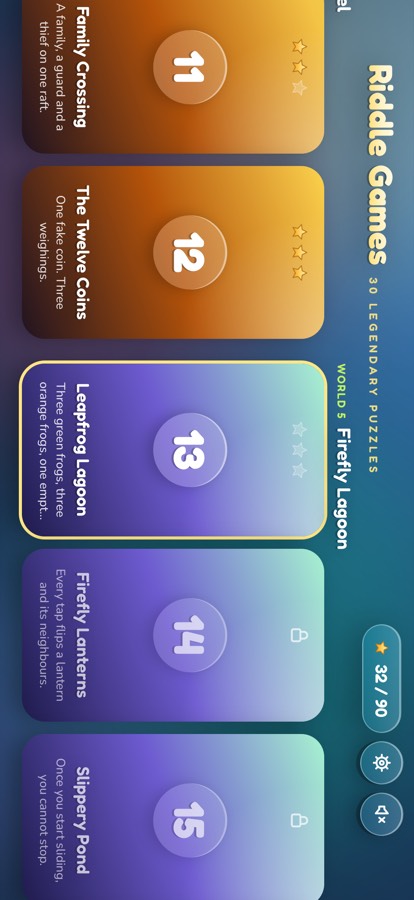 Riddle Games 30 LEGENDARY PUZZLES
32 / 90
el
WORLD 5 Firefly Lagoon
11
Family Crossing
A family, a guard and a
thief on one raft.
12
The Twelve Coins
One fake coin. Three
weighings.
13
Leapfrog Lagoon
Three green frogs, three
orange frogs, one empt...
14
Firefly Lanterns
Every tap flips a lantern
and its neighbours.
15
Slippery Pond
Once you start sliding,
you cannot stop.